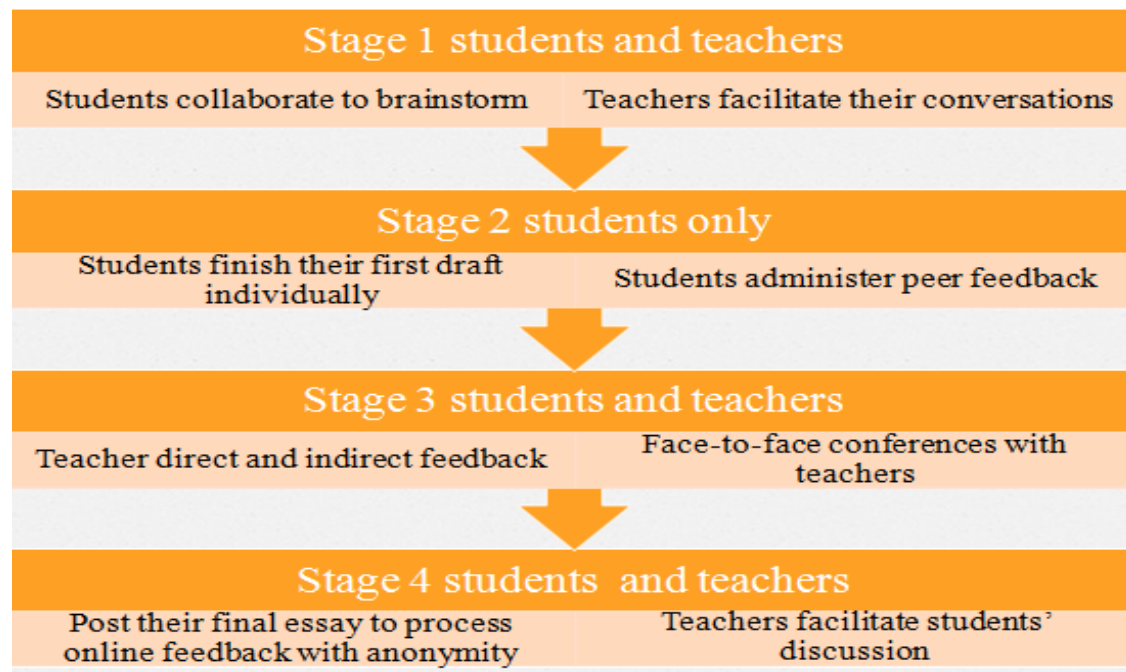 Stage 1 students and teachers
Students collaborate to brainstorm
Teachers facilitate their conversations
Stage 2 students only
Students finish their first draft
individually
Students administer peer feedback
Stage 3 students and teachers
Teacher direct and indirect feedback
Face-to-face conferences with
teachers
Stage 4 students and teachers
Post their final essay to process
online feedback with anonymity
Teachers facilitate students’
discussion